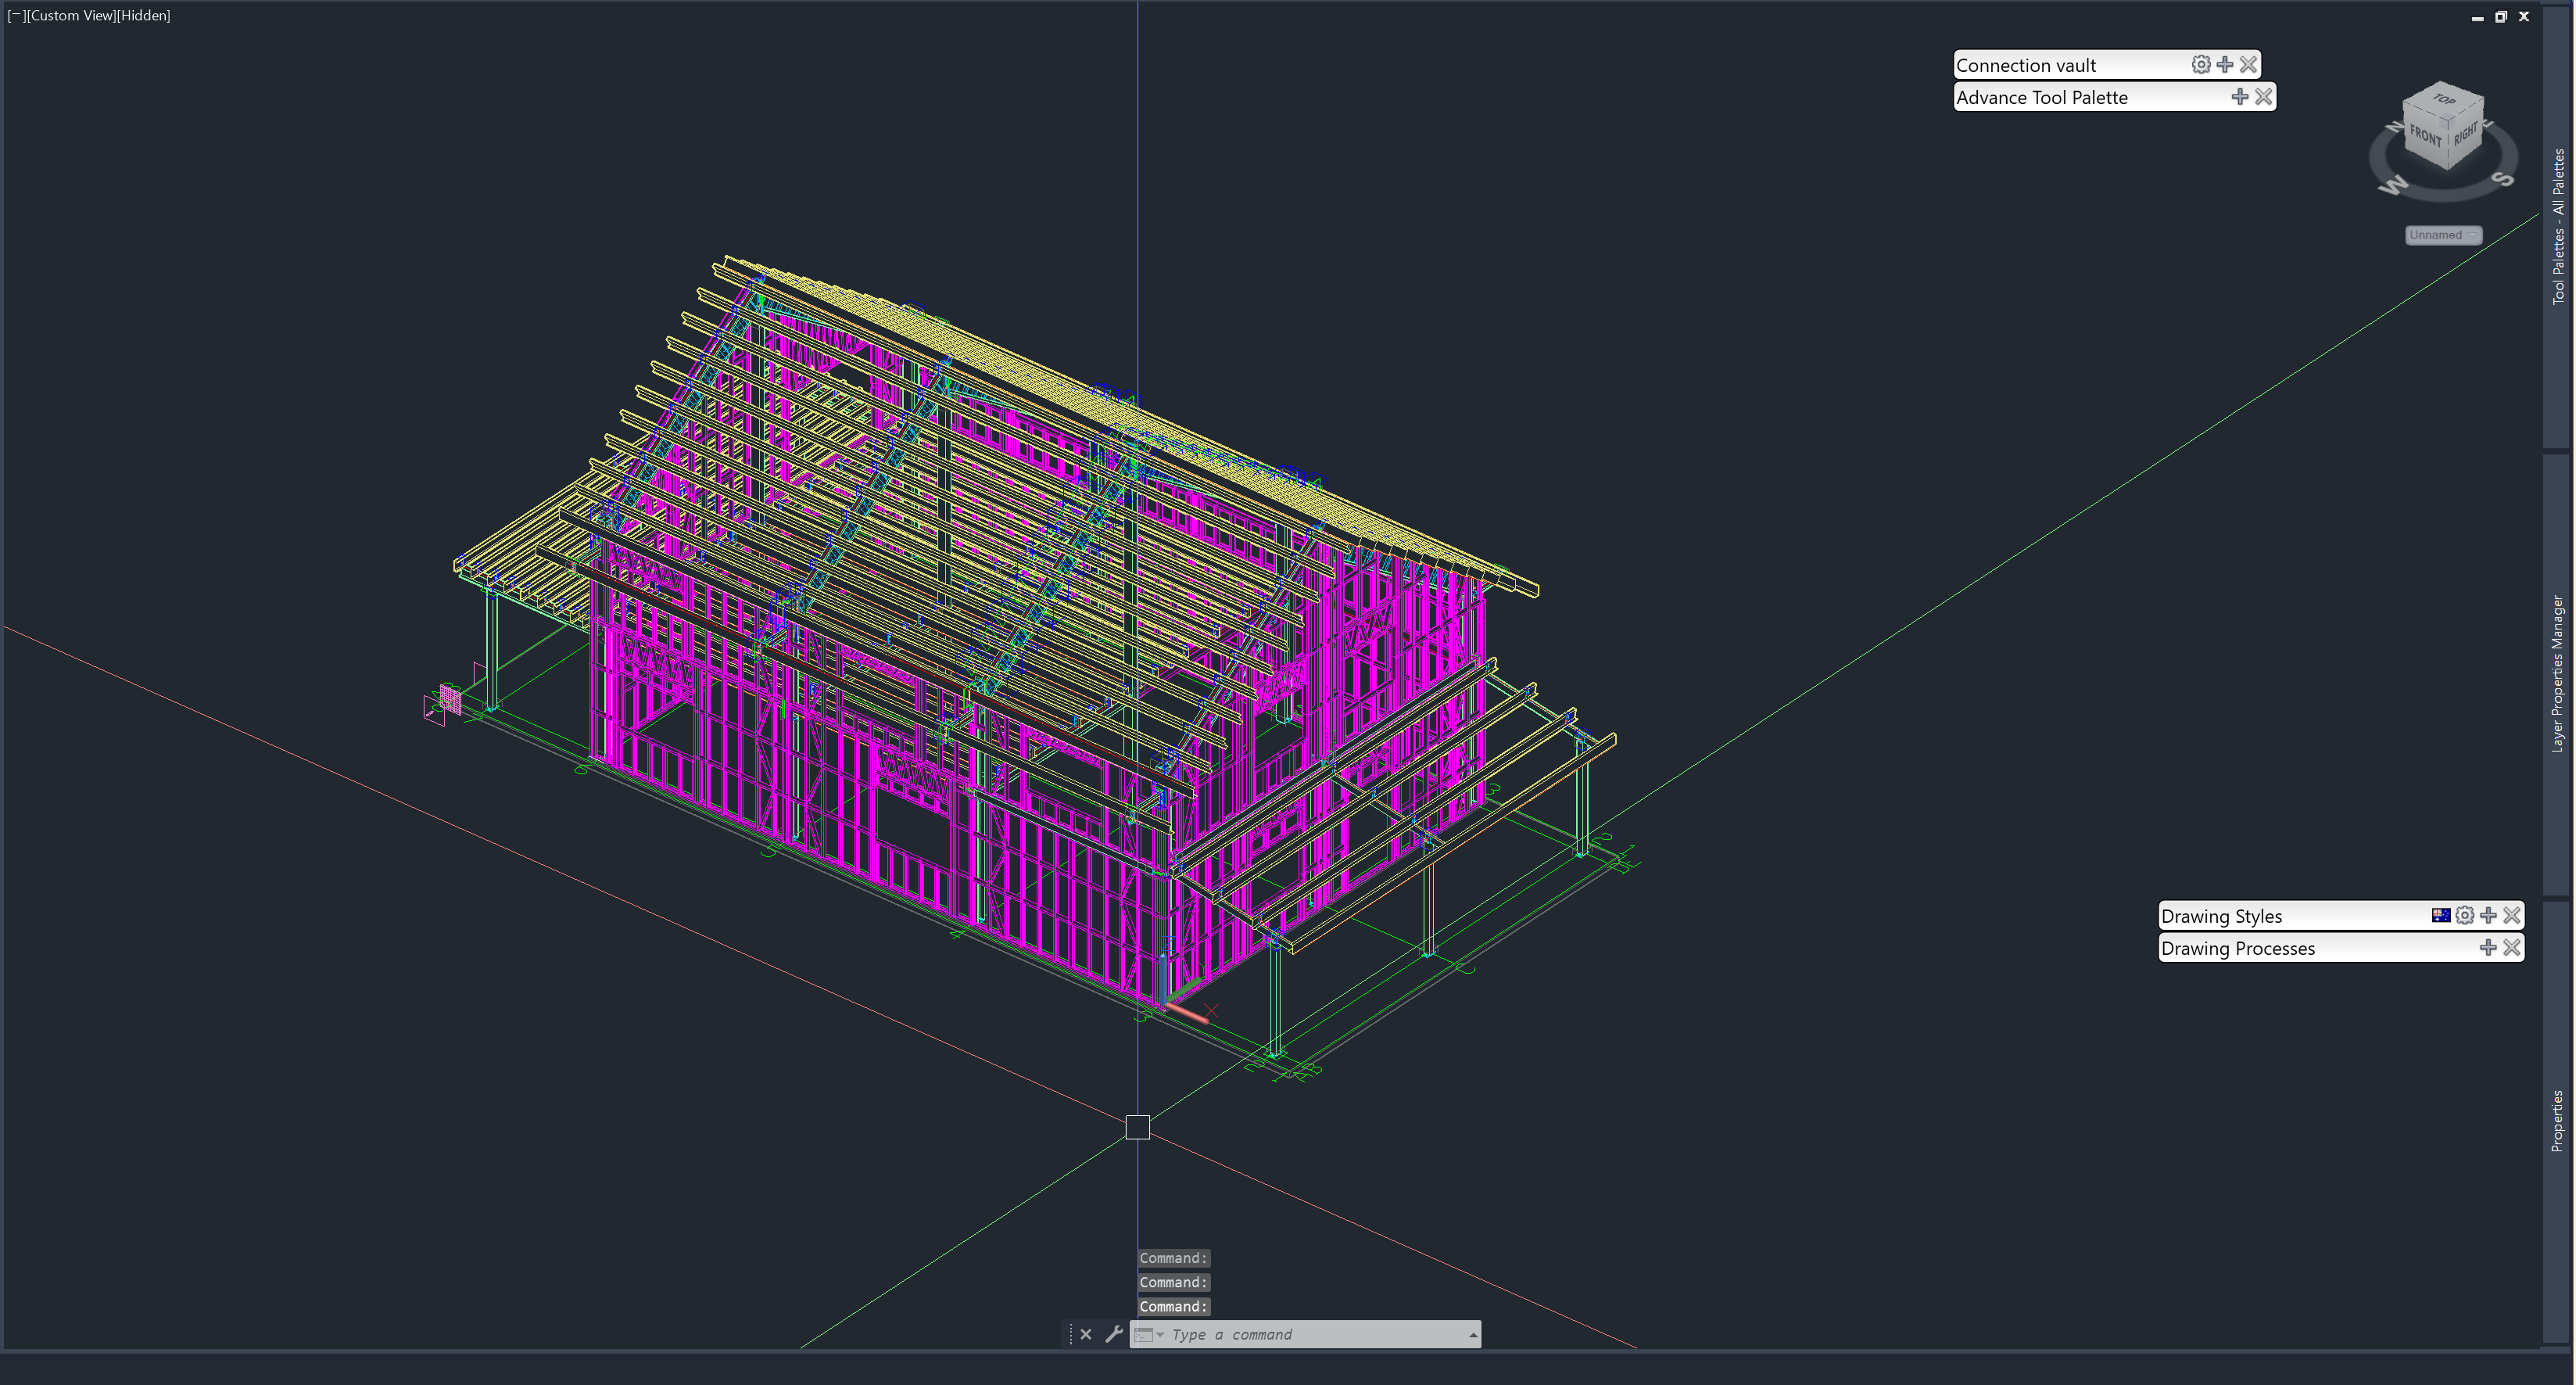 [−][Custom View][Hidden]
Connection vault
Advance Tool Palette
TOP
FRONT
RIGHT
N
W
S
Unnamed
Tool Palettes - All Palettes
Layer Properties Manager
Drawing Styles
Drawing Processes
Properties
Command:
Command:
Command:
Type a command